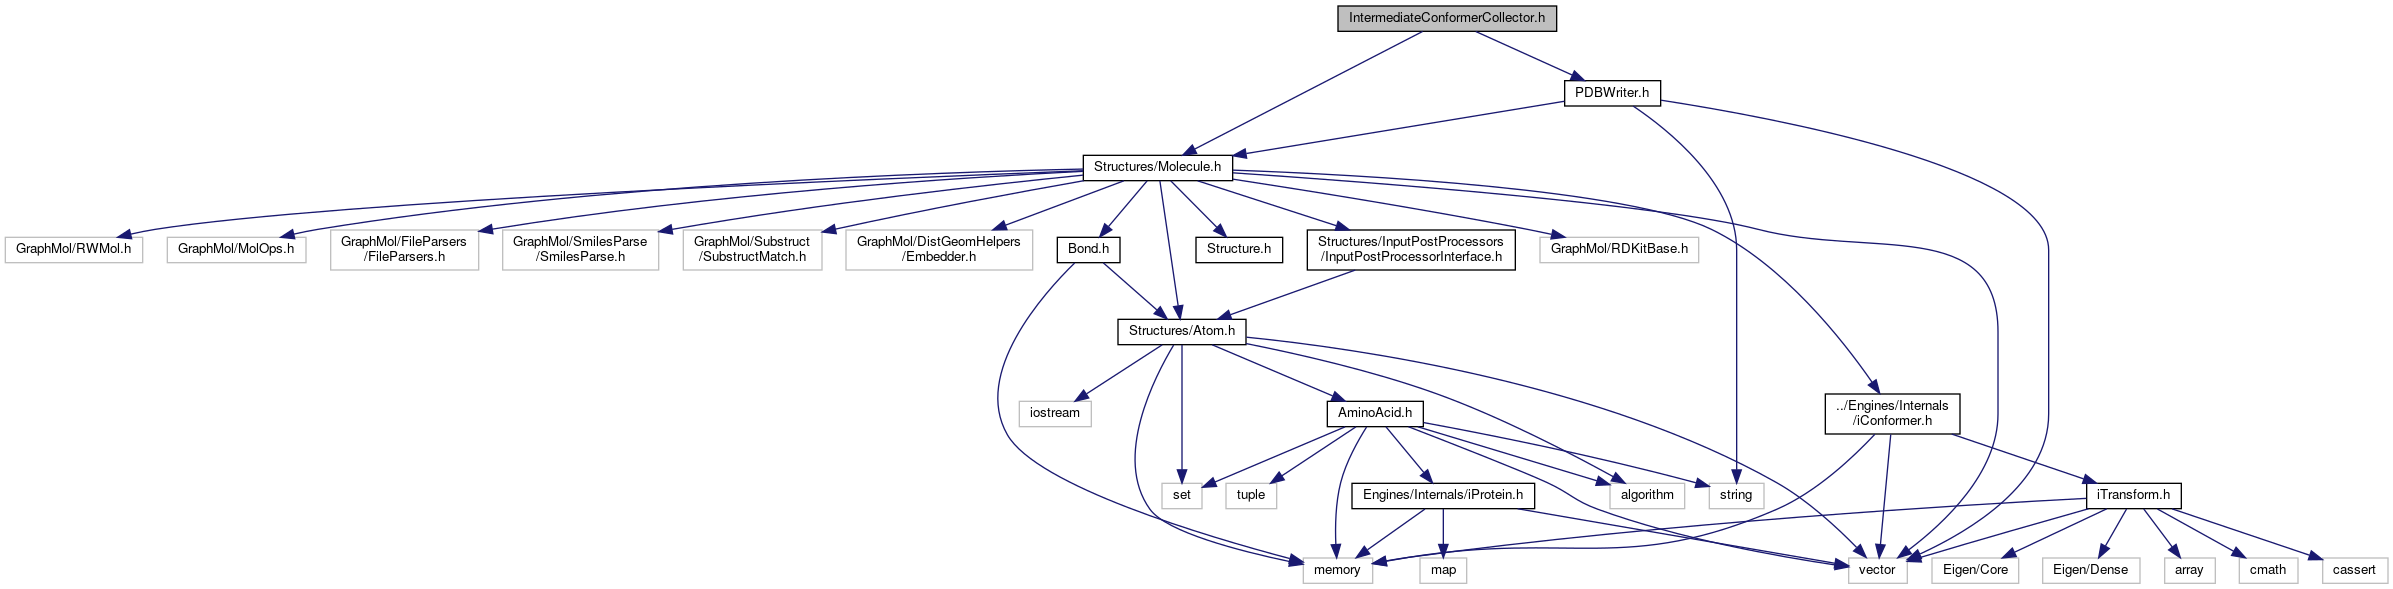 IntermediateConformerCollector.h
PDBWriter.h
Structures/Molecule.h
GraphMol/RWMol.h
GraphMol/MolOps.h
GraphMol/FileParsers
/FileParsers.h
GraphMol/SmilesParse
/SmilesParse.h
GraphMol/Substruct
/SubstructMatch.h
GraphMol/DistGeomHelpers
/Embedder.h
Bond.h
Structure.h
Structures/InputPostProcessors
/InputPostProcessorInterface.h
GraphMol/RDKitBase.h
Structures/Atom.h
iostream
AminoAcid.h
../Engines/Internals
/iConformer.h
set
tuple
Engines/Internals/iProtein.h
algorithm
string
iTransform.h
memory
map
vector
Eigen/Core
Eigen/Dense
array
cmath
cassert